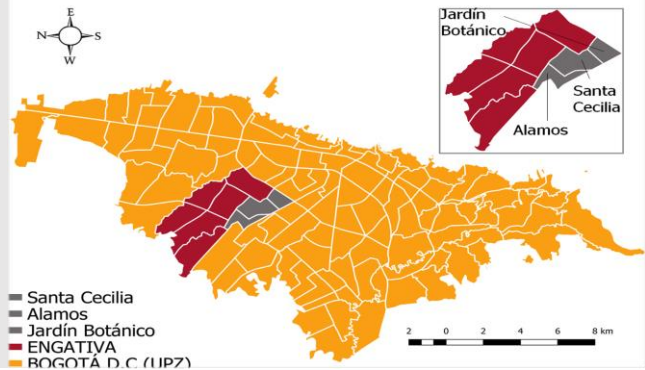 E
N S
W
Jardín
Botánico
Santa
Cecilia
Alamos
Santa Cecilia
Alamos
Jardín Botánico
ENGATIVA
BOGOTÁ D.C (UPZ)
2 0 2 4 6 8 km